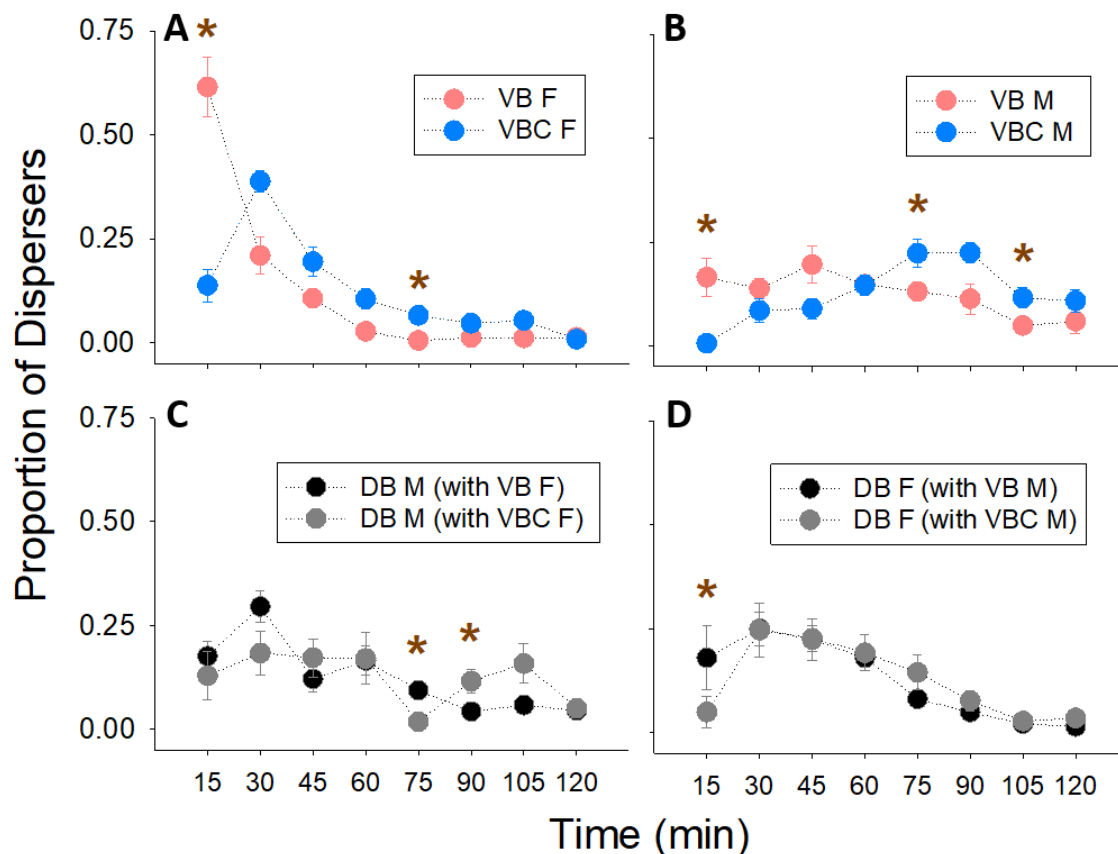 Proportion of Dispersers
A
*
*
VB F
VBC F
0.75
0.50
0.25
0.00
B
*
*
*
VB M
VBC M
C
*
*
DB M (with VB F)
DB M (with VBC F)
0.75
0.50
0.25
0.00
15 30 45 60 75 90 105 120
D
*
DB F (with VB M)
DB F (with VBC M)
15 30 45 60 75 90 105 120
Time (min)